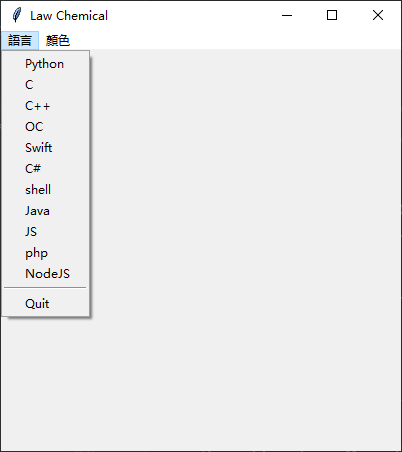 Law Chemical
語言 顏色
Python
C
C++
OC
Swift
C#
shell
Java
JS
php
NodeJS
Quit